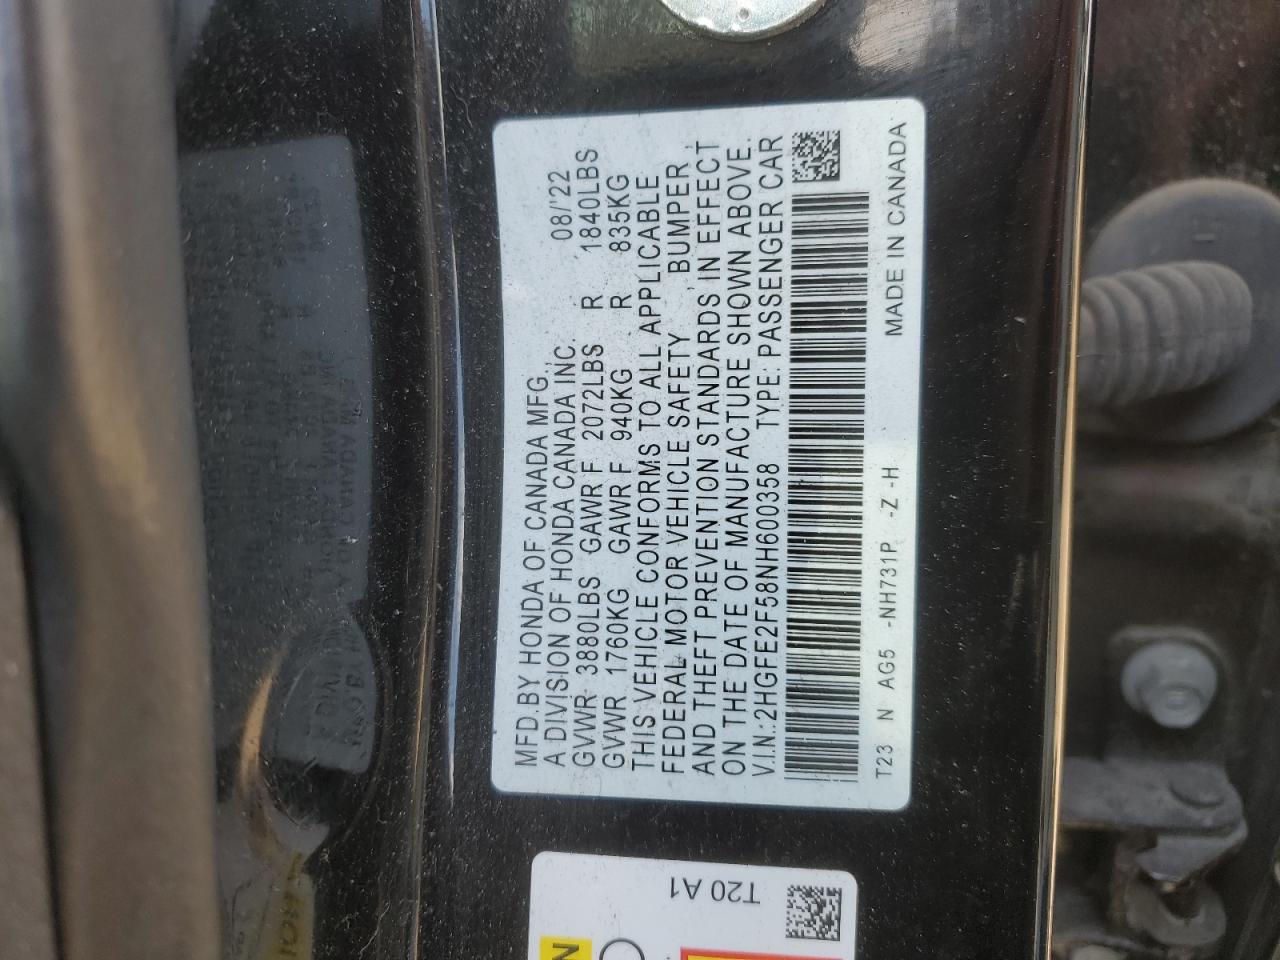 MFD.BY HONDA OF CANADA MFG.,
A DIVISION OF HONDA CANADA INC. 08/'22
GVWR 3880LBS GAWR F 2072LBS R 1840LBS
GVWR 1760KG GAWR F 940KG R 835KG
THIS VEHICLE CONFORMS TO ALL APPLICABLE
FEDERAL MOTOR VEHICLE SAFETY, BUMPER,
AND THEFT PREVENTION STANDARDS IN EFFECT
ON THE DATE OF MANUFACTURE SHOWN ABOVE.
V.I.N.:2HGFE2F58NH600358 TYPE:PASSENGER CAR
T23 N AG5 -NH731P -Z -H MADE IN CANADA
T20 A1